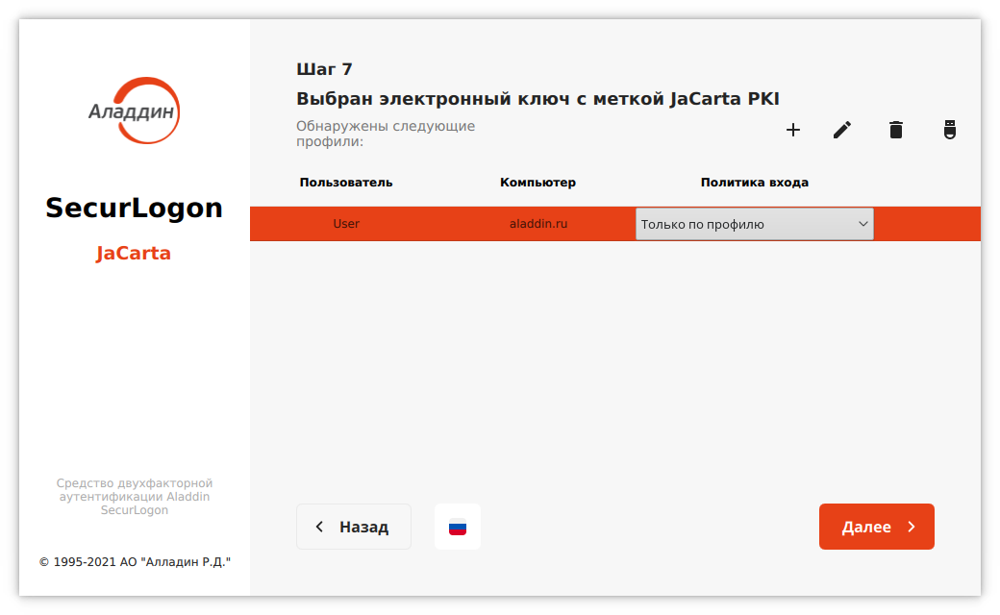 Аладдин
SecurLogon
JaCarta
Средство двухфакторной
аутентификации Aladdin
SecurLogon
© 1995-2021 АО "Алладин Р.Д."
Шаг 7
Выбран электронный ключ с меткой JaCarta PKI
Обнаружены следующие
профили:
Пользователь Компьютер Политика входа
User aladdin.ru Только по профилю
Назад Далее